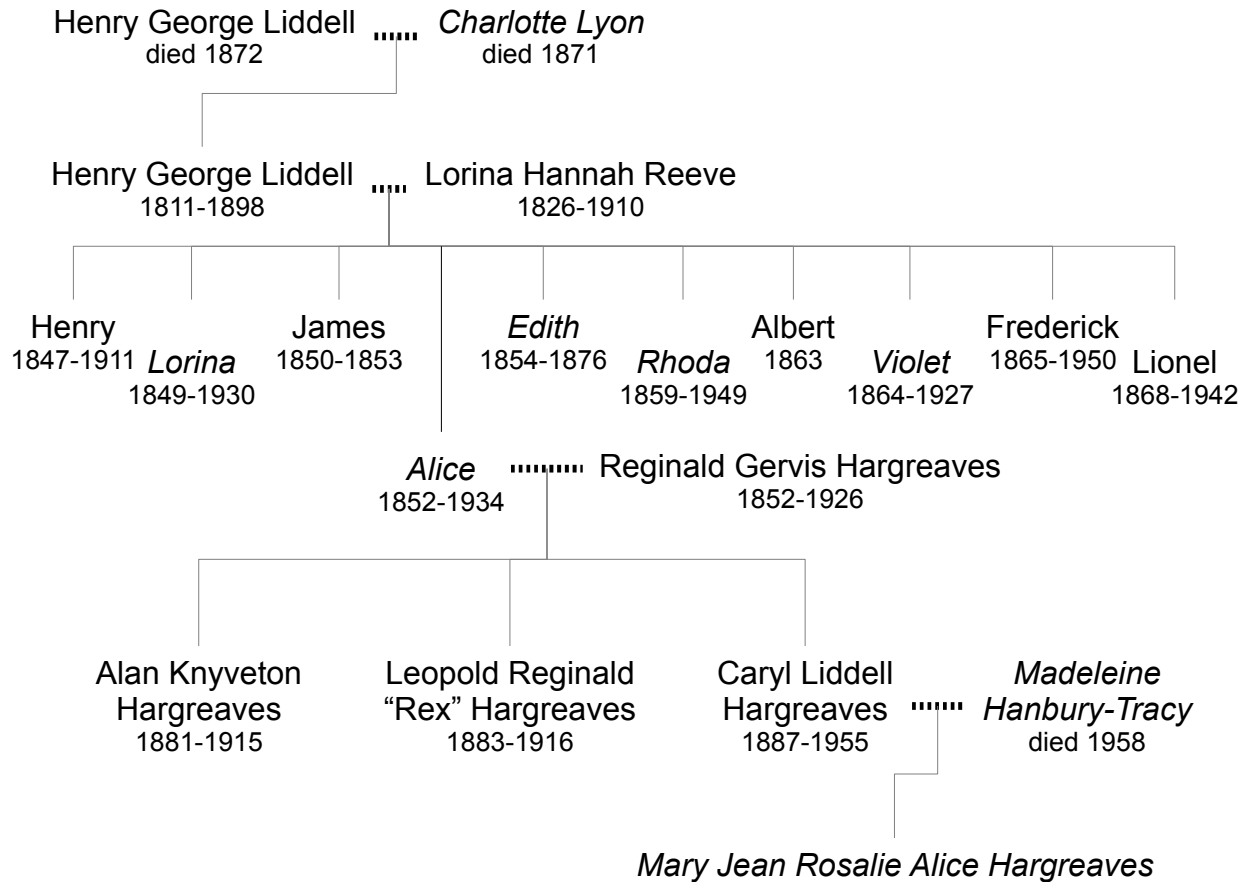 Henry George Liddell
died 1872
Charlotte Lyon
died 1871
Henry George Liddell
1811-1898
Lorina Hannah Reeve
1826-1910
Henry
1847-1911
Lorina
1849-1930
James
1850-1853
Edith
1854-1876
Rhoda
1859-1949
Albert
1863
Violet
1864-1927
Frederick
1865-1950
Lionel
1868-1942
Alice
1852-1934
Reginald Gervis Hargreaves
1852-1926
Alan Knyveton
Hargreaves
1881-1915
Leopold Reginald
“Rex” Hargreaves
1883-1916
Caryl Liddell
Hargreaves
1887-1955
Madeleine
Hanbury-Tracy
died 1958
Mary Jean Rosalie Alice Hargreaves